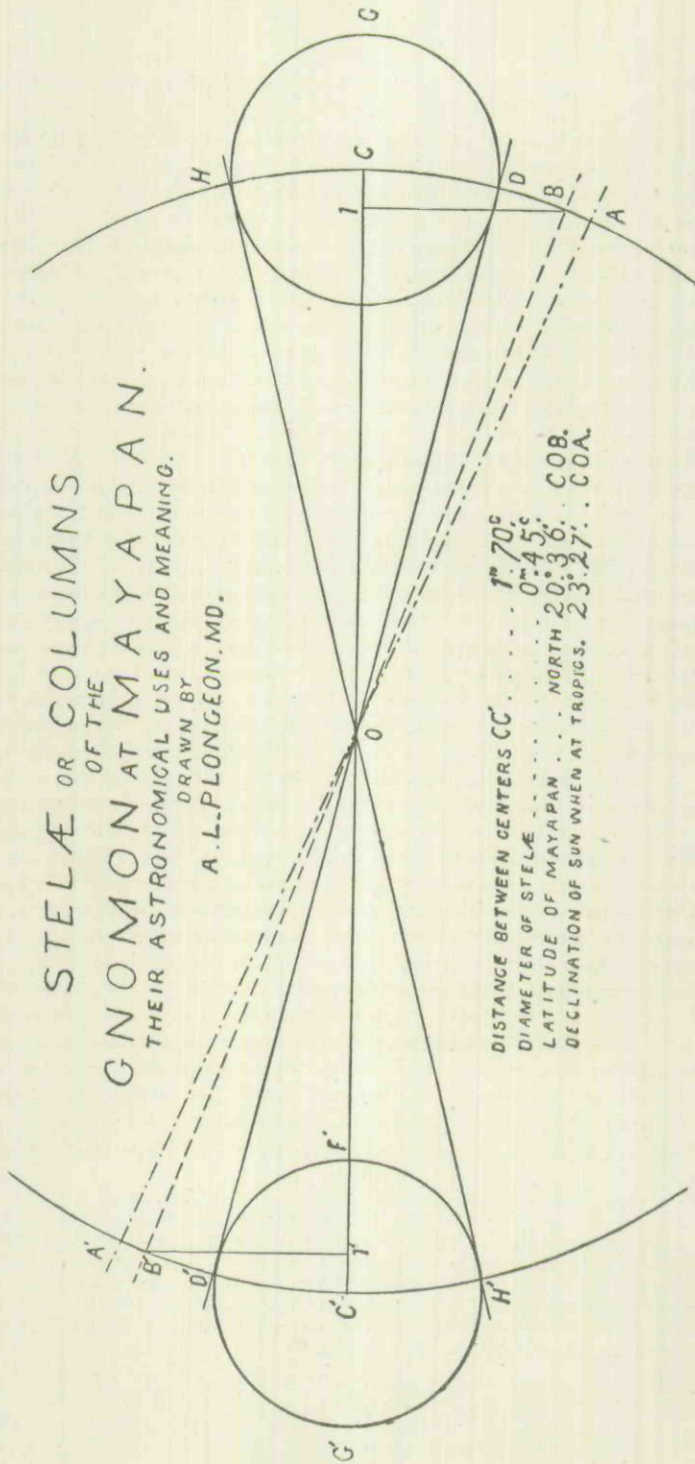 STELÆ OR COLUMNS
OF THE
GNOMON AT MAYAPAN.
THEIR ASTRONOMICAL USES AND MEANING.
DRAWN BY
A. L. PLONGEON, MD.
G'
C'
H'
D'
B'
A'
I'
F'
O
H
C
G
I
D
B
A
DISTANCE BETWEEN CENTERS CC' . . . . . 1ᵐ 70ᶜ
DIAMETER OF STELÆ . . . . . . . . . 0ᵐ 45ᶜ
LATITUDE OF MAYAPAN . . . NORTH 20° 36' . . COB.
DECLINATION OF SUN WHEN AT TROPICS. 23° 27' . . COA.